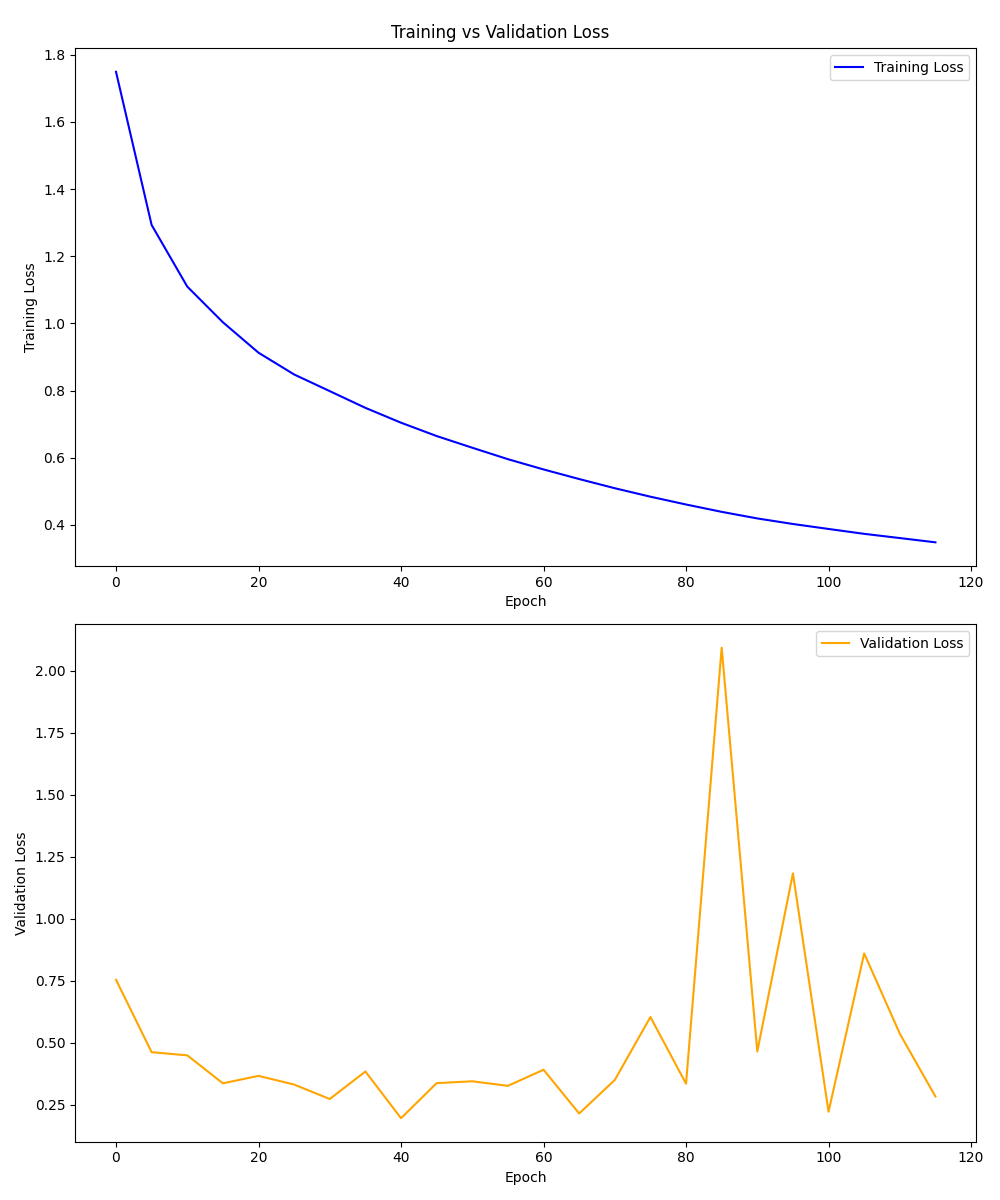 Training vs Validation Loss
Training Loss
1.8
1.6
1.4
1.2
1.0
0.8
0.6
0.4
Training Loss
0 20 40 60 80 100 120
Epoch
Validation Loss
2.00
1.75
1.50
1.25
1.00
0.75
0.50
0.25
Validation Loss
0 20 40 60 80 100 120
Epoch